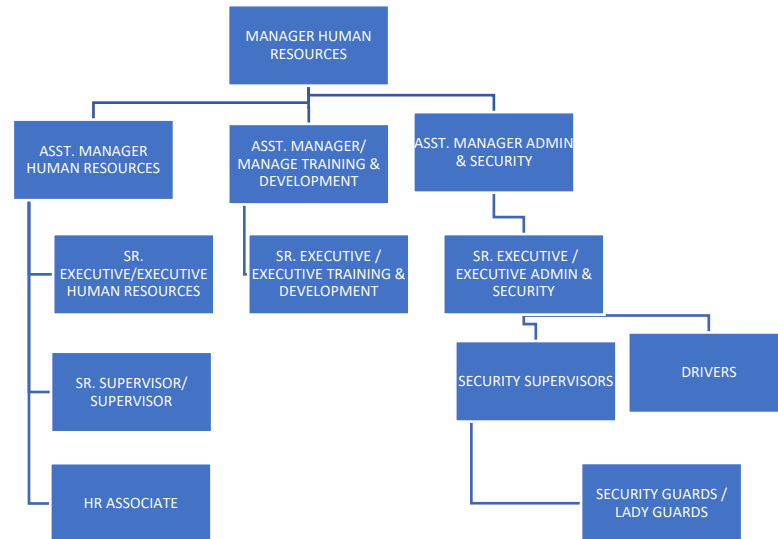 MANAGER HUMAN
RESOURCES
ASST. MANAGER
HUMAN RESOURCES
ASST. MANAGER/
MANAGE TRAINING &
DEVELOPMENT
ASST. MANAGER ADMIN
& SECURITY
SR.
EXECUTIVE/EXECUTIVE
HUMAN RESOURCES
SR. EXECUTIVE /
EXECUTIVE TRAINING &
DEVELOPMENT
SR. EXECUTIVE /
EXECUTIVE ADMIN &
SECURITY
SR. SUPERVISOR/
SUPERVISOR
SECURITY SUPERVISORS
DRIVERS
HR ASSOCIATE
SECURITY GUARDS /
LADY GUARDS